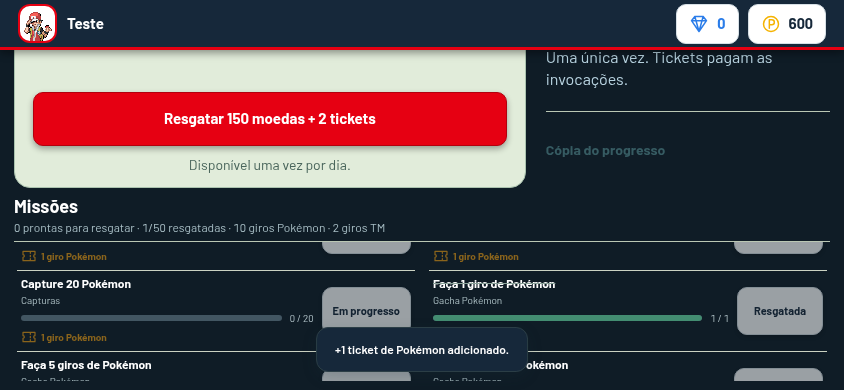 Teste
0
600
Uma única vez. Tickets pagam as
invocações.
Resgatar 150 moedas + 2 tickets
Disponível uma vez por dia.
Cópia do progresso
Missões
0 prontas para resgatar · 1/50 resgatadas · 10 giros Pokémon · 2 giros TM
1 giro Pokémon
1 giro Pokémon
Capture 20 Pokémon
Capturas
0 / 20
Em progresso
1 giro Pokémon
Faça 1 giro de Pokémon
Gacha Pokémon
1 / 1
Resgatada
+1 ticket de Pokémon adicionado.
Faça 5 giros de Pokémon
okémon